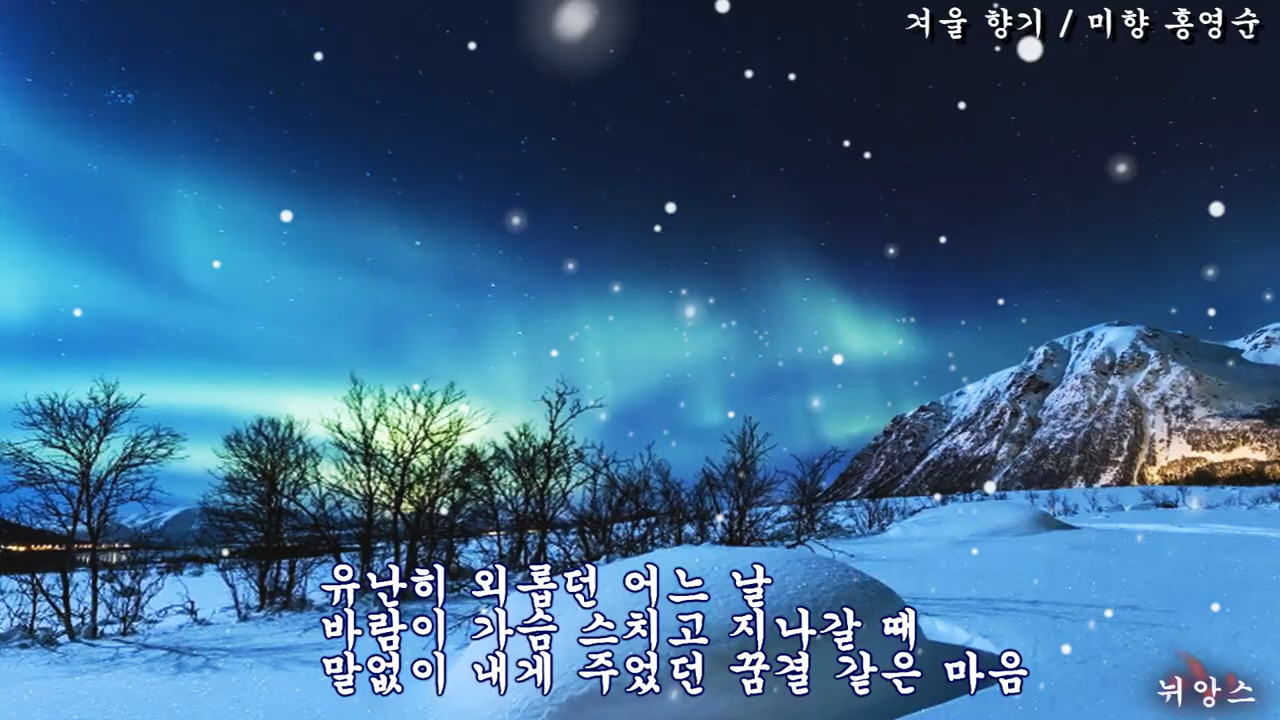 겨울 향기 / 미향 홍영순
유난히 외롭던 어느 날
바람이 가슴 스치고 지나갈 때
말없이 내게 주었던 꿈결 같은 마음
뉘앙스